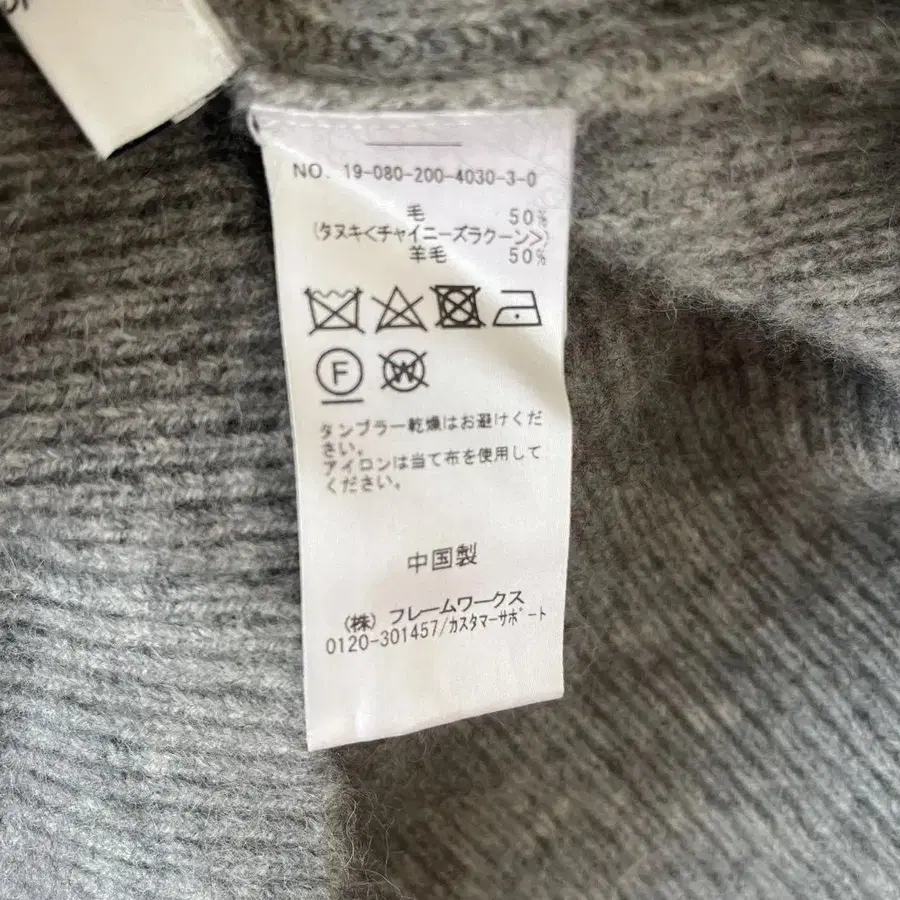 NO. 19-080-200-4030-3-0
毛 50%
(タヌキ<チャイニーズラクーン>)
羊毛 50%
F
W
タンブラー乾燥はお避けくだ
さい。
アイロンは当て布を使用して
ください。
中国製
(株) フレームワークス
0120-301457/カスタマーサポート